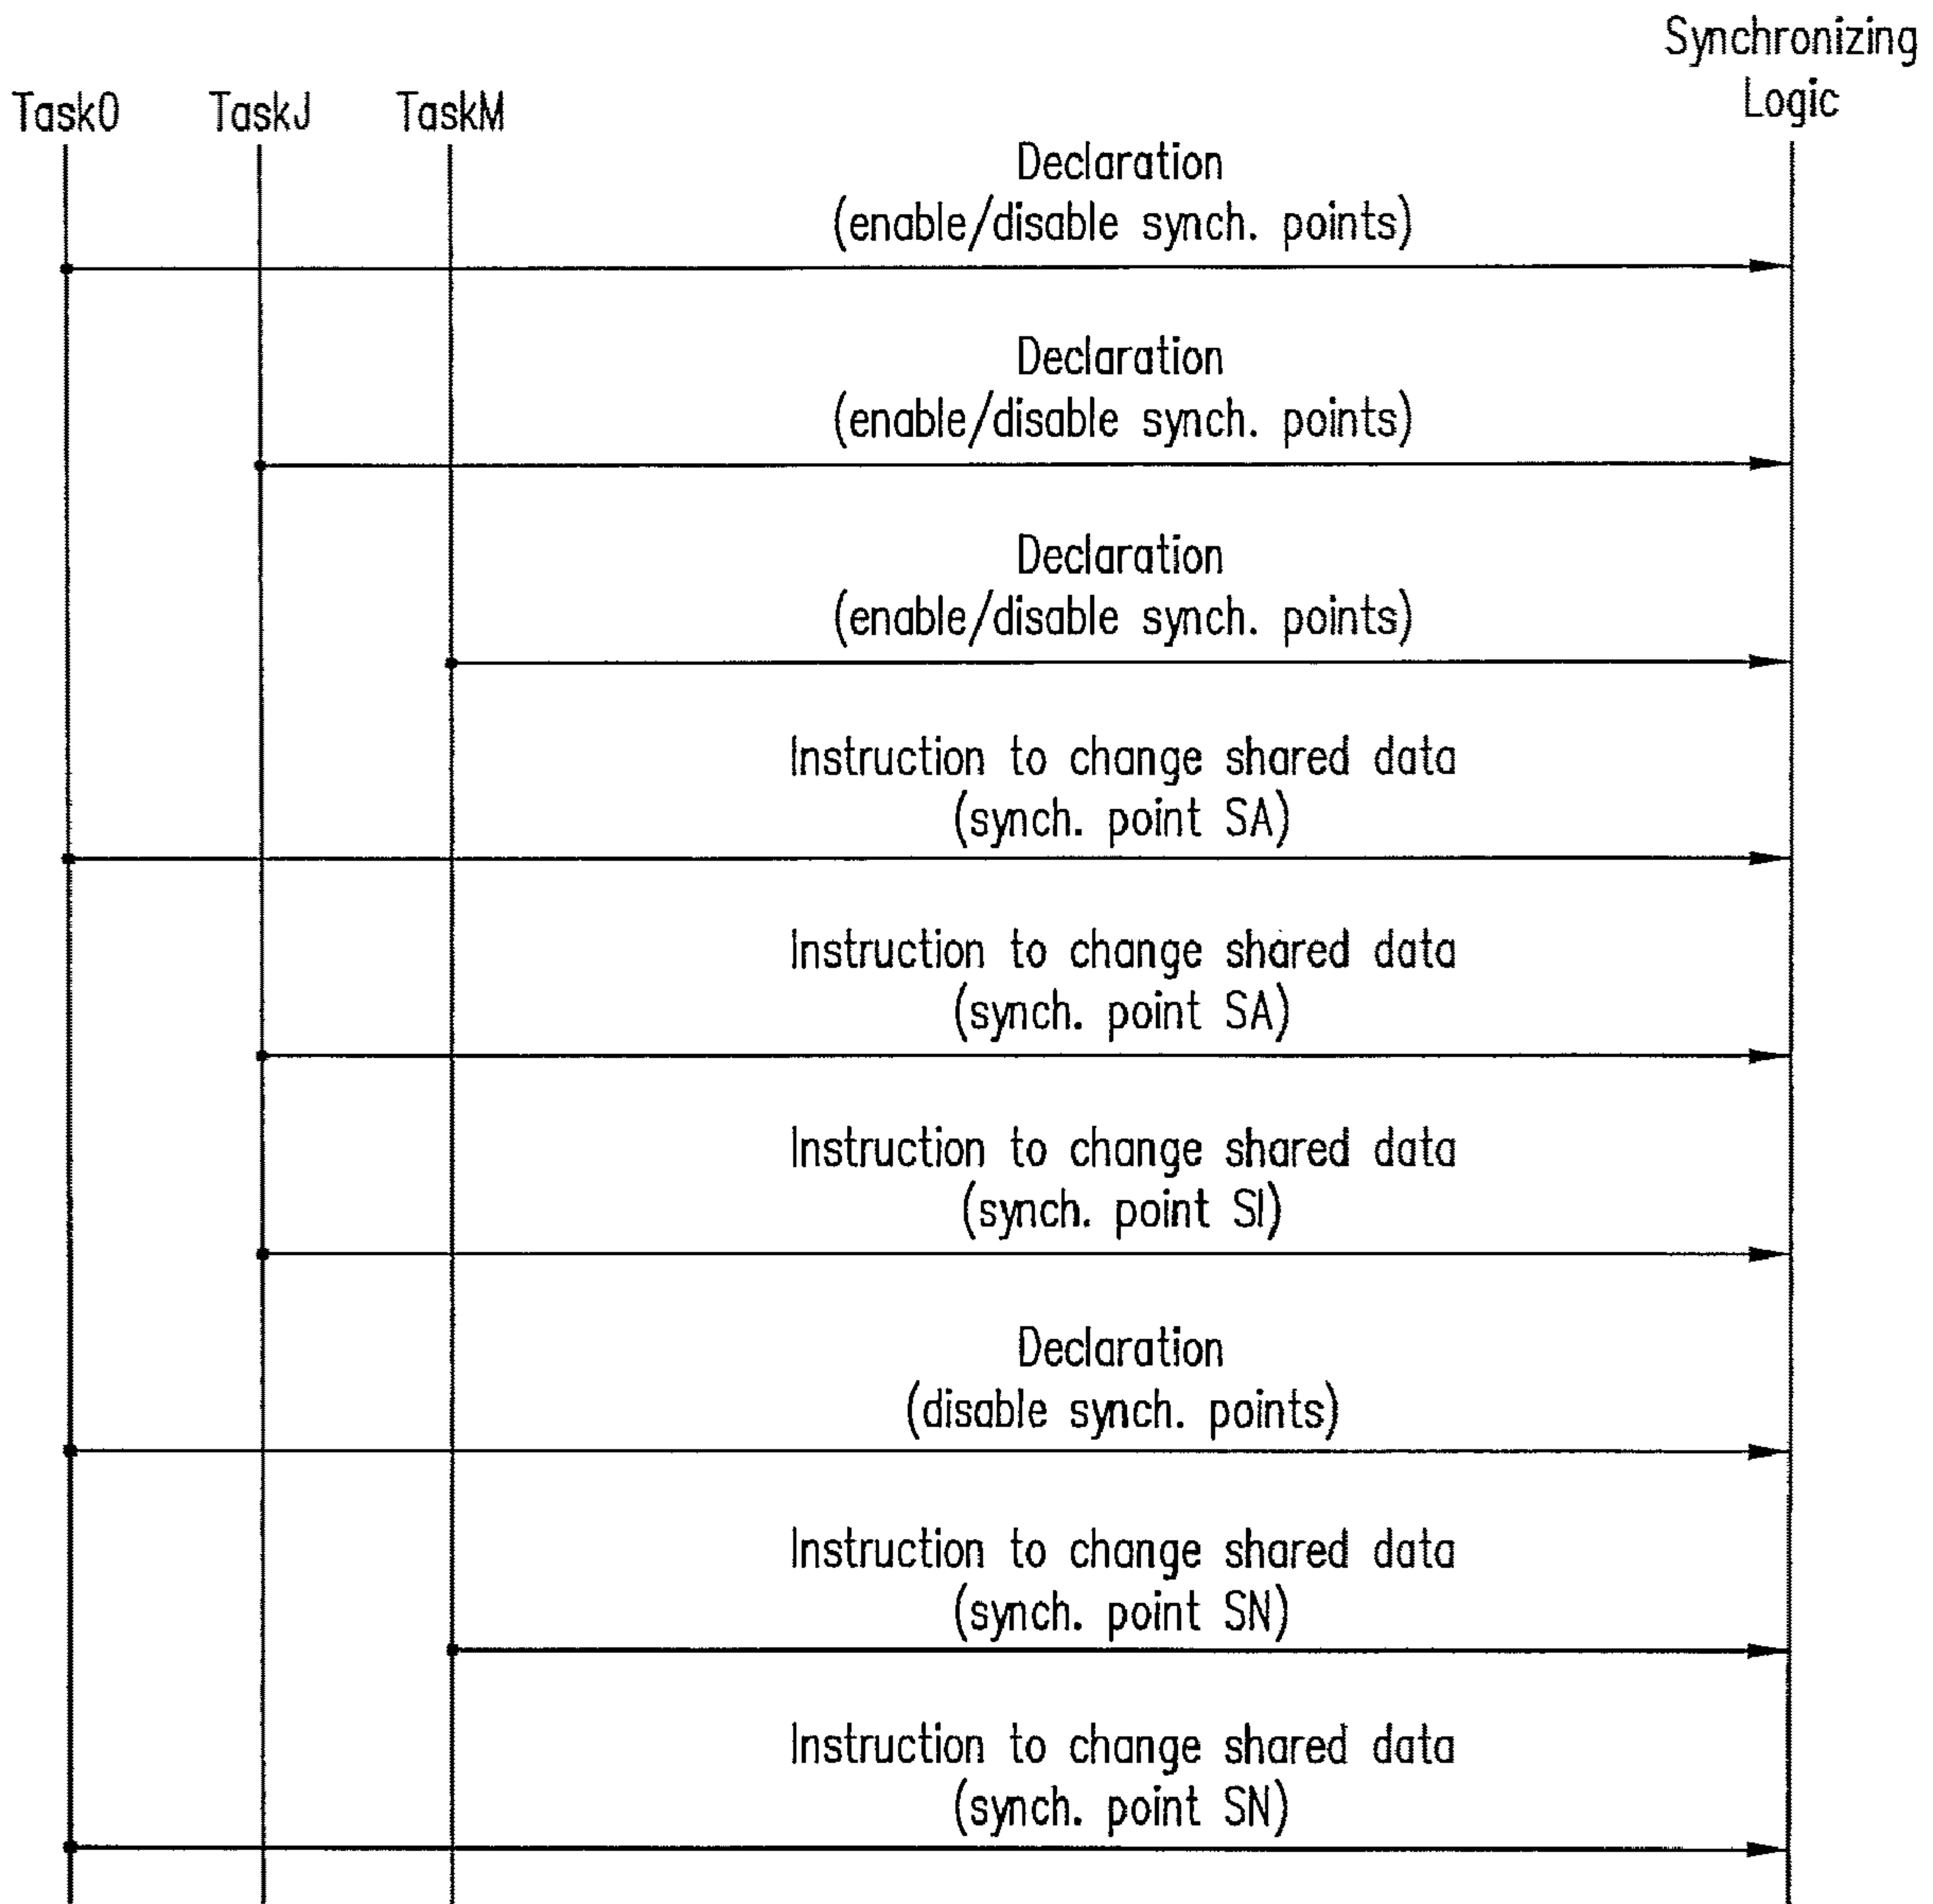 Synchronizing
Logic
Task0 TaskJ TaskM
Declaration
(enable/disable synch. points)
Declaration
(enable/disable synch. points)
Declaration
(enable/disable synch. points)
Instruction to change shared data
(synch. point SA)
Instruction to change shared data
(synch. point SA)
Instruction to change shared data
(synch. point SI)
Declaration
(disable synch. points)
Instruction to change shared data
(synch. point SN)
Instruction to change shared data
(synch. point SN)